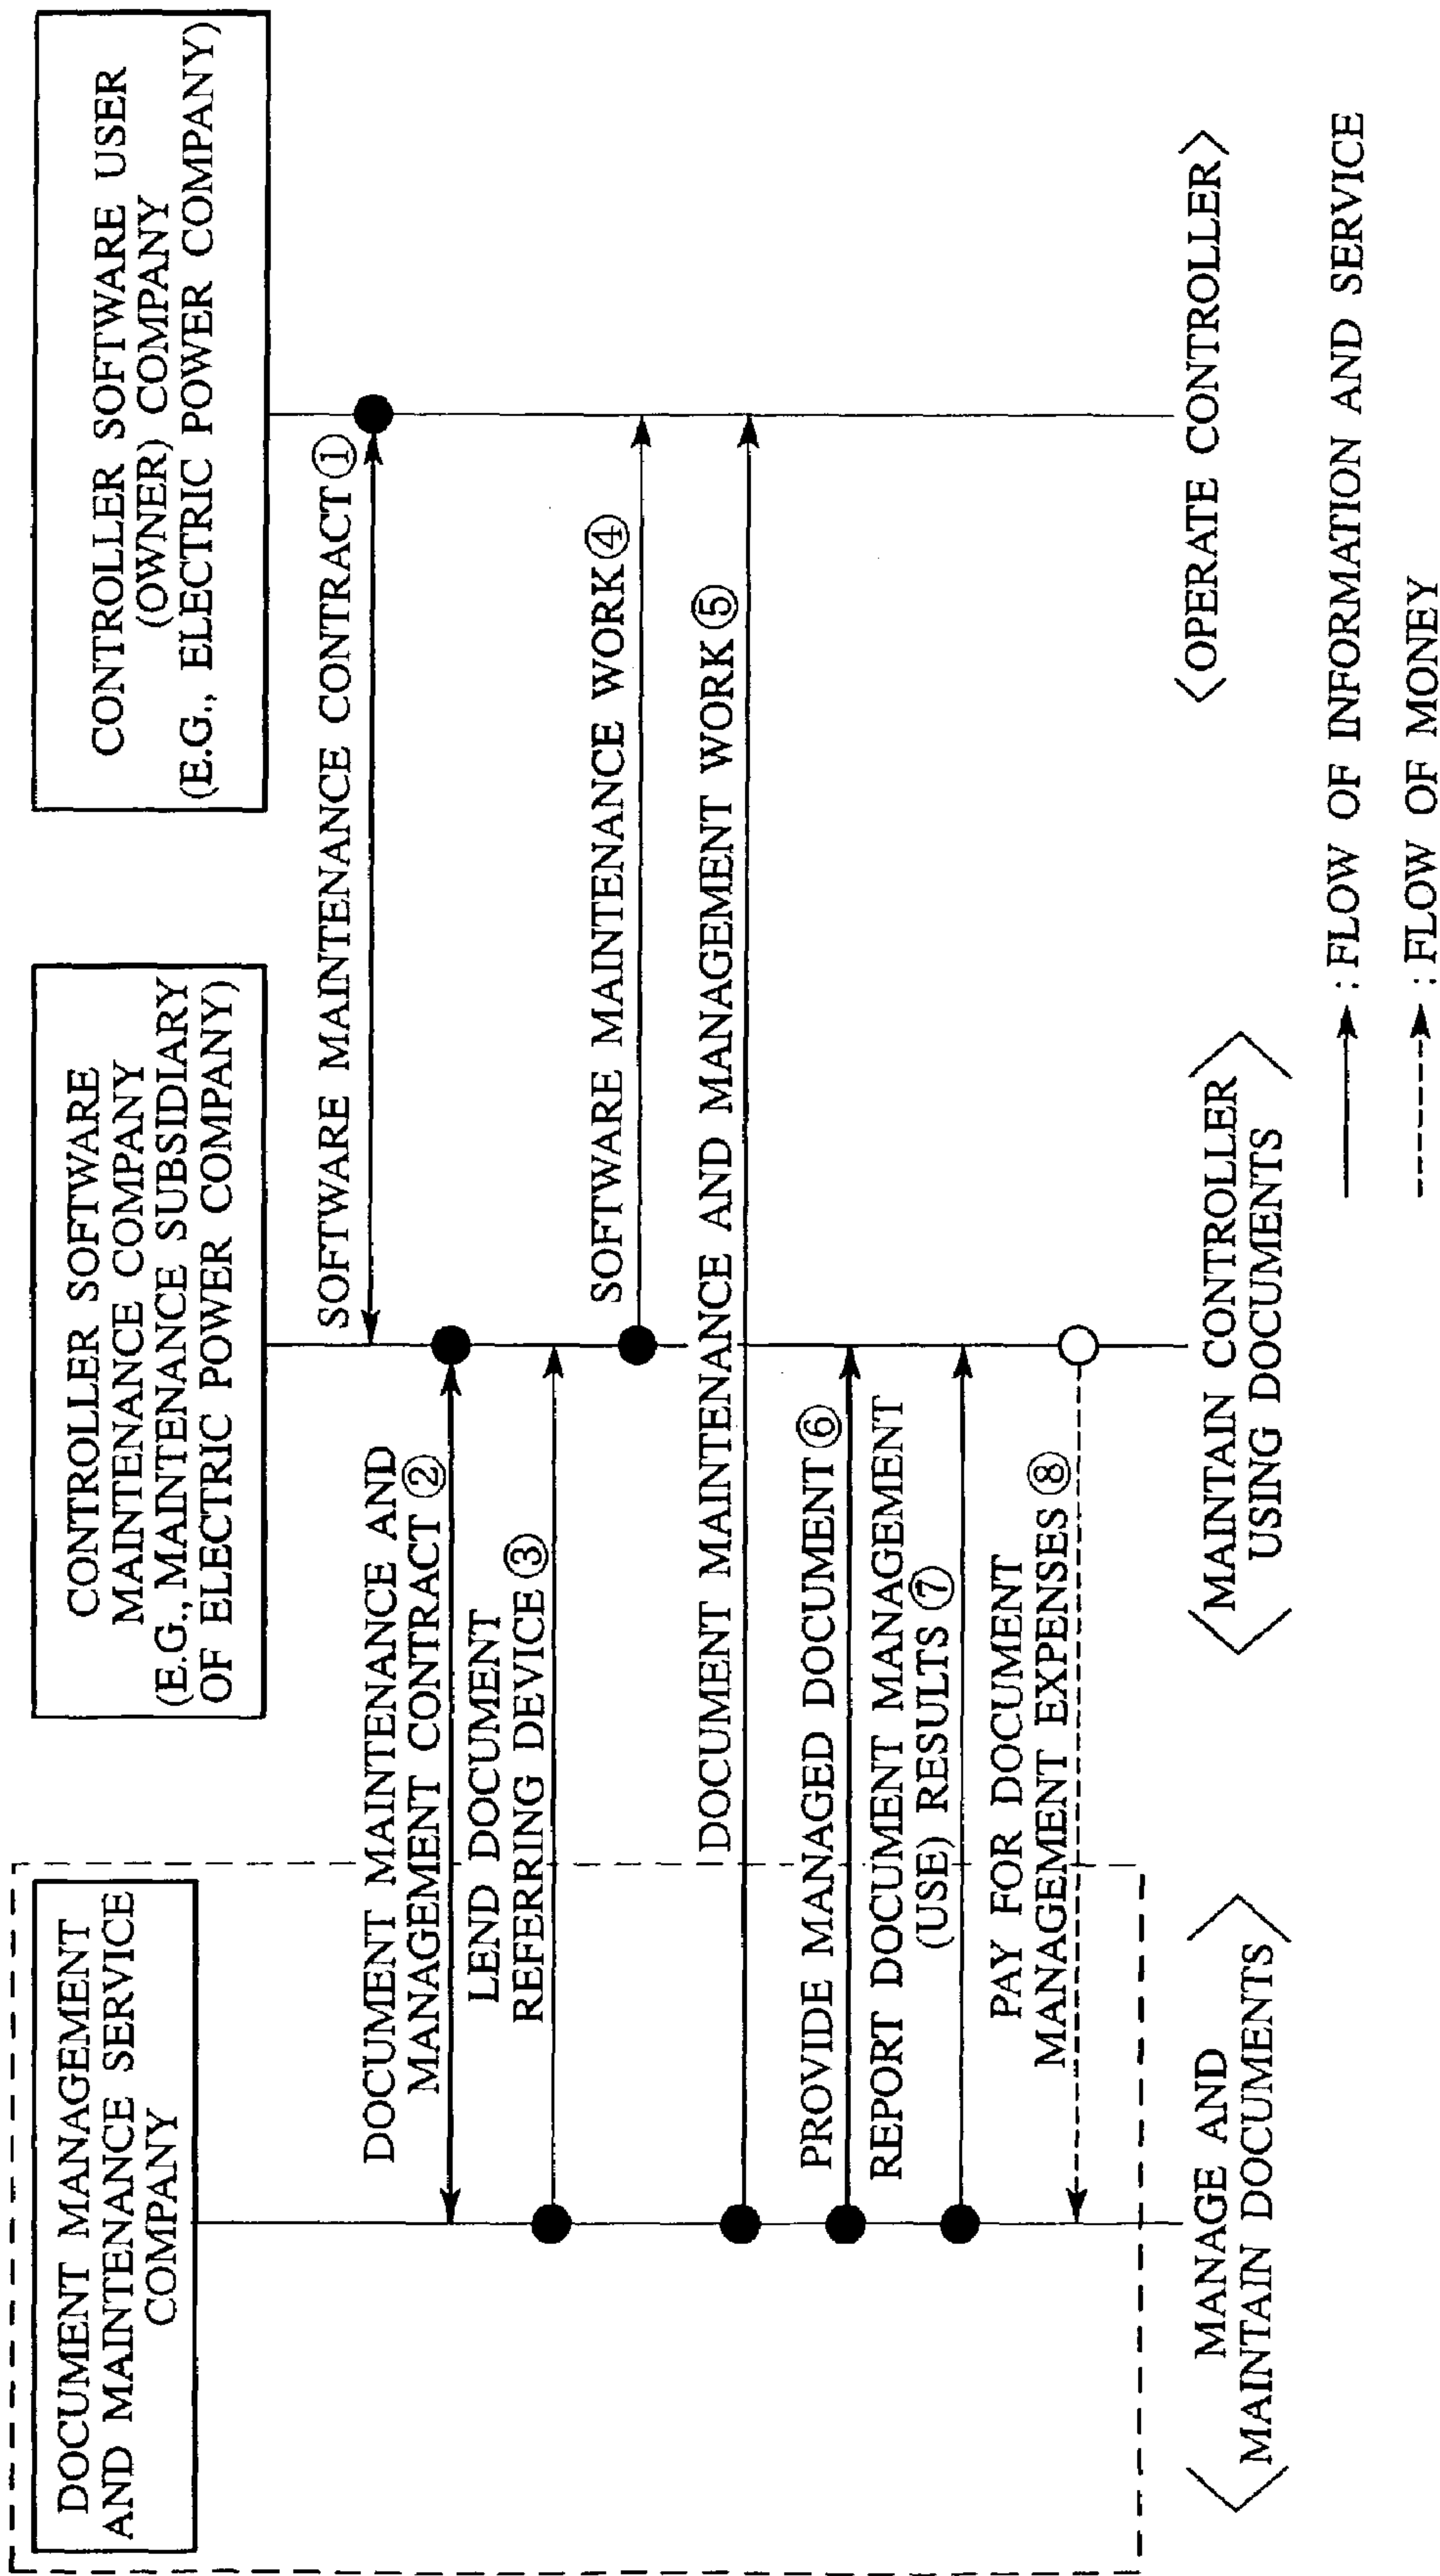 DOCUMENT MANAGEMENT
AND MAINTENANCE SERVICE
COMPANY
CONTROLLER SOFTWARE
MAINTENANCE COMPANY
(E.G., MAINTENANCE SUBSIDIARY
OF ELECTRIC POWER COMPANY)
CONTROLLER SOFTWARE USER
(OWNER) COMPANY
(E.G., ELECTRIC POWER COMPANY)
SOFTWARE MAINTENANCE CONTRACT ①
DOCUMENT MAINTENANCE AND
MANAGEMENT CONTRACT ②
LEND DOCUMENT
REFERRING DEVICE ③
SOFTWARE MAINTENANCE WORK ④
DOCUMENT MAINTENANCE AND MANAGEMENT WORK ⑤
PROVIDE MANAGED DOCUMENT ⑥
REPORT DOCUMENT MANAGEMENT
(USE) RESULTS ⑦
PAY FOR DOCUMENT
MANAGEMENT EXPENSES ⑧
MANAGE AND
MAINTAIN DOCUMENTS
MAINTAIN CONTROLLER
USING DOCUMENTS
<OPERATE CONTROLLER>
: FLOW OF INFORMATION AND SERVICE
: FLOW OF MONEY